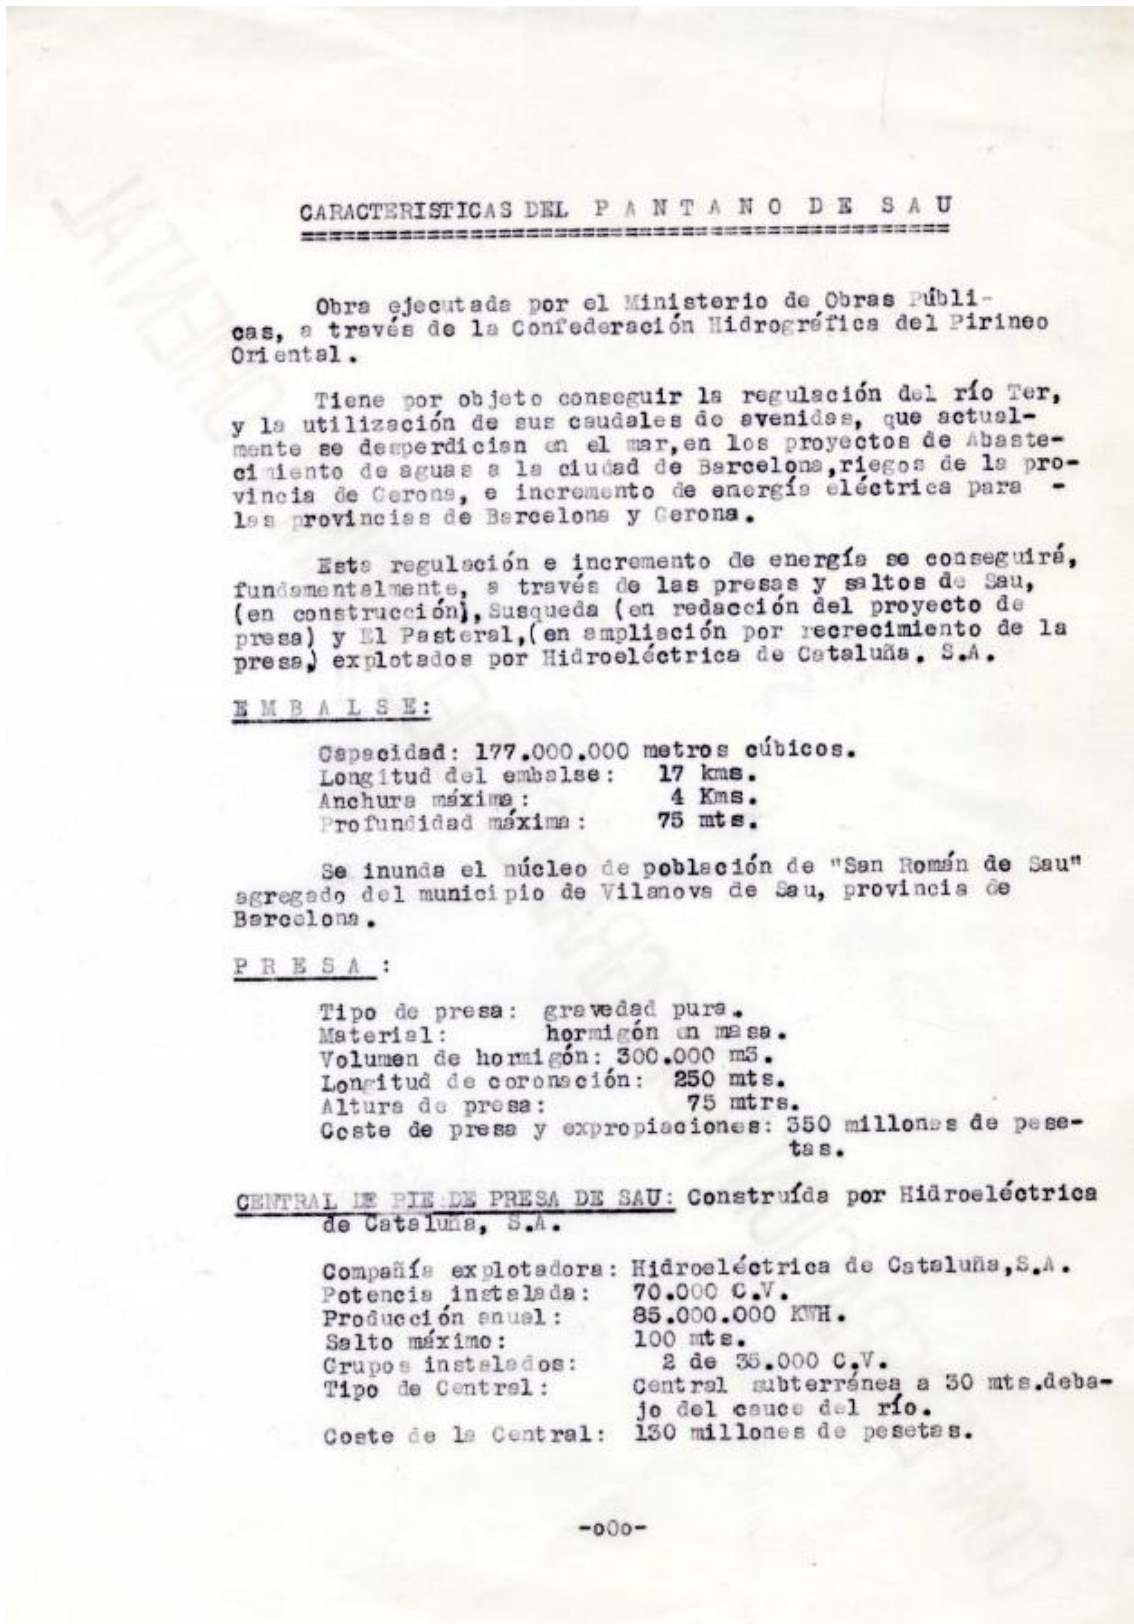 CARACTERISTICAS DEL P A N T A N O D E S A U
Obra ejecutada por el Ministerio de Obras Públi-
cas, a través de la Confederación Hidrográfica del Pirineo
Oriental.
Tiene por objeto conseguir la regulación del río Ter,
y la utilización de sus caudales de avenidas, que actual-
mente se desperdician en el mar,en los proyectos de Abaste-
cimiento de aguas a la ciudad de Barcelona,riegos de la pro-
vincia de Gerona, e incremento de energía eléctrica para -
las provincias de Barcelona y Gerona.
Esta regulación e incremento de energía se conseguirá,
fundamentalmente, a través de las presas y saltos de Sau,
(en construcción),Susqueda (en redacción del proyecto de
presa) y El Pasteral,(en ampliación por recrecimiento de la
presa) explotados por Hidroeléctrica de Cataluña. S.A.
E M B A L S E:
Capacidad: 177.000.000 metros cúbicos.
Longitud del embalse: 17 kms.
Anchura máxima: 4 Kms.
Profundidad máxima: 75 mts.
Se inunda el núcleo de población de "San Román de Sau"
agregado del municipio de Vilanova de Sau, provincia de
Barcelona.
P R E S A :
Tipo de presa: gravedad pura.
Material: hormigón en masa.
Volumen de hormigón: 300.000 m3.
Longitud de coronación: 250 mts.
Altura de presa: 75 mtrs.
Coste de presa y expropiaciones: 350 millones de pese-
tas.
CENTRAL DE PIE DE PRESA DE SAU: Construída por Hidroeléctrica
de Cataluña, S.A.
Compañía explotadora: Hidroeléctrica de Cataluña,S.A.
Potencia instalada: 70.000 C.V.
Producción anual: 85.000.000 KWH.
Salto máximo: 100 mts.
Grupos instalados: 2 de 35.000 C.V.
Tipo de Central: Central subterránea a 30 mts.deba-
jo del cauce del río.
Coste de la Central: 130 millones de pesetas.
-oOo-